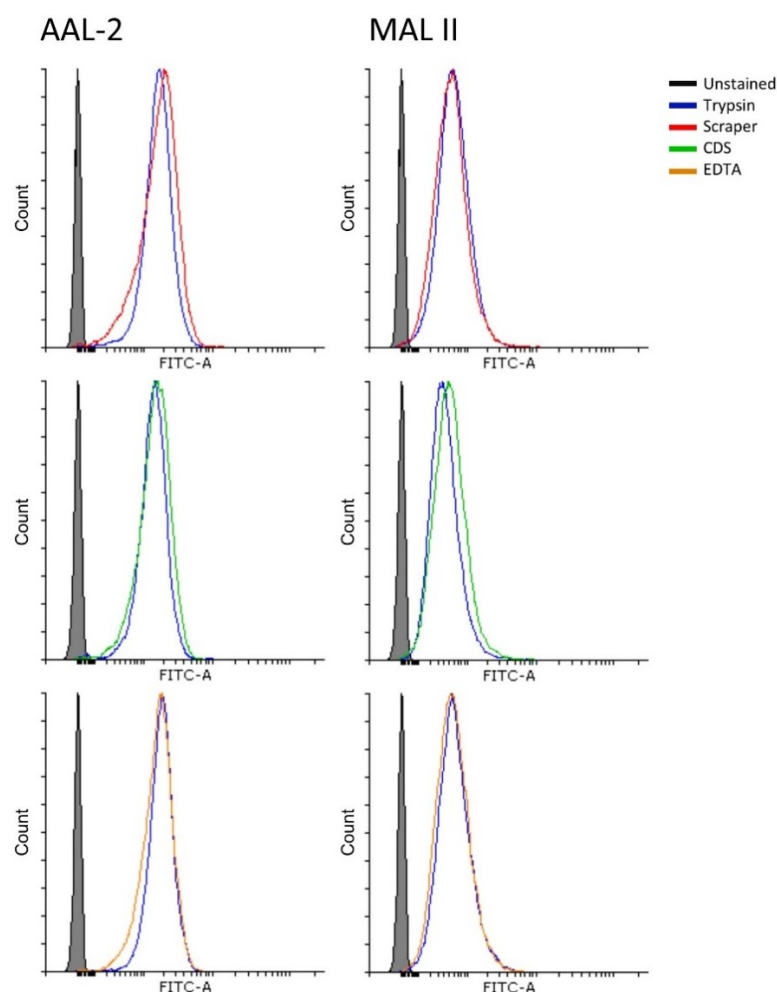 AAL-2
MAL II
Unstained
Trypsin
Scraper
CDS
EDTA
Count
FITC-A
Count
FITC-A
Count
FITC-A
Count
FITC-A
Count
FITC-A
Count
FITC-A